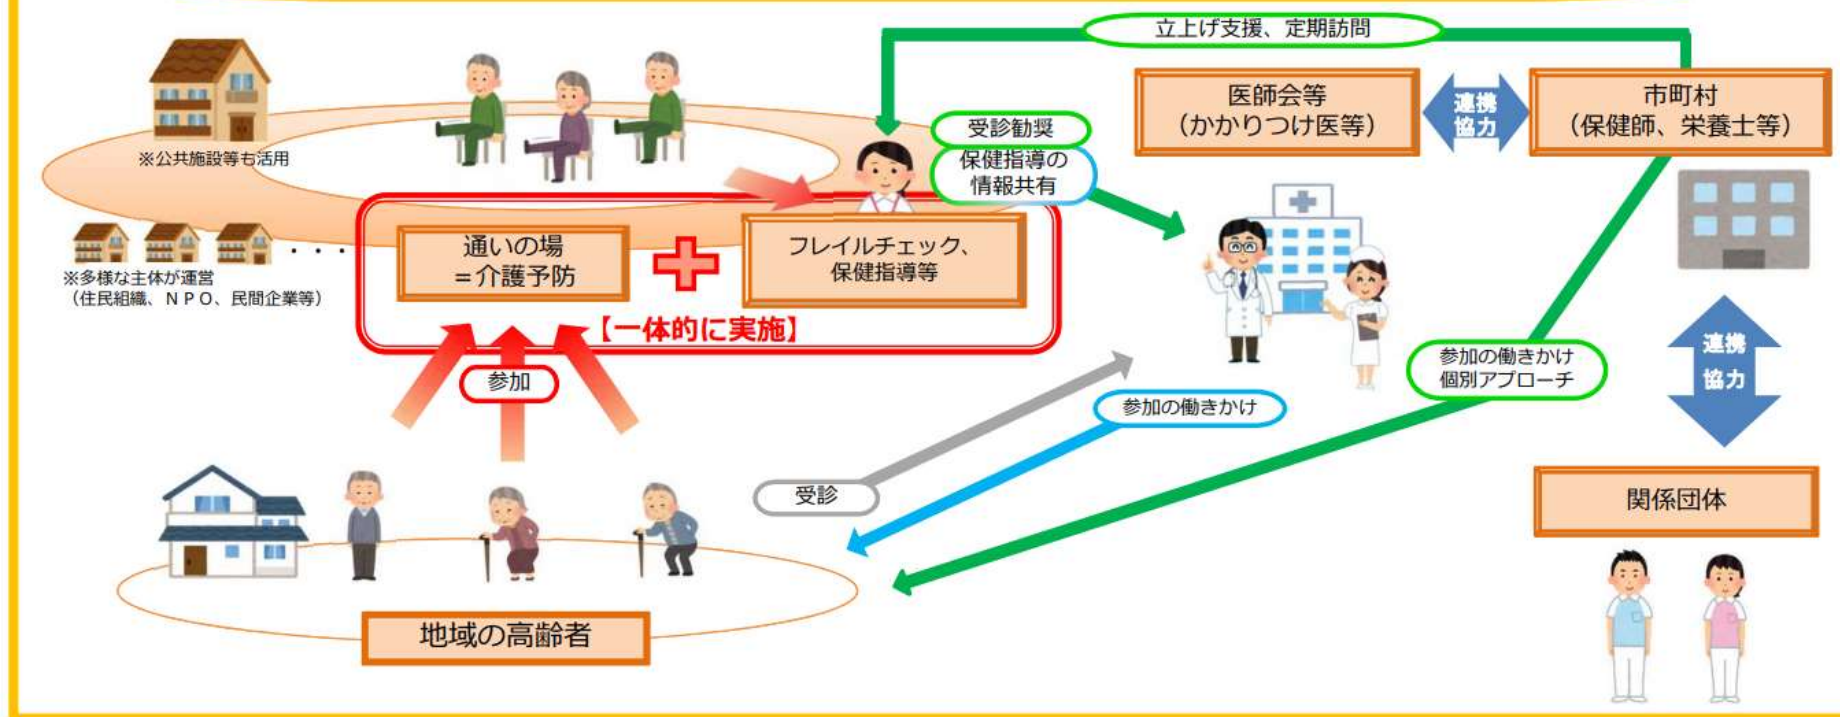 立上げ支援、定期訪問
医師会等
（かかりつけ医等）
連携
協力
市町村
（保健師、栄養士等）
受診勧奨
保健指導の
情報共有
※公共施設等も活用
・・・
※多様な主体が運営
（住民組織、ＮＰＯ、民間企業等）
通いの場
＝介護予防
フレイルチェック、
保健指導等
【一体的に実施】
参加
参加の働きかけ
個別アプローチ
連携
協力
参加の働きかけ
受診
関係団体
地域の高齢者